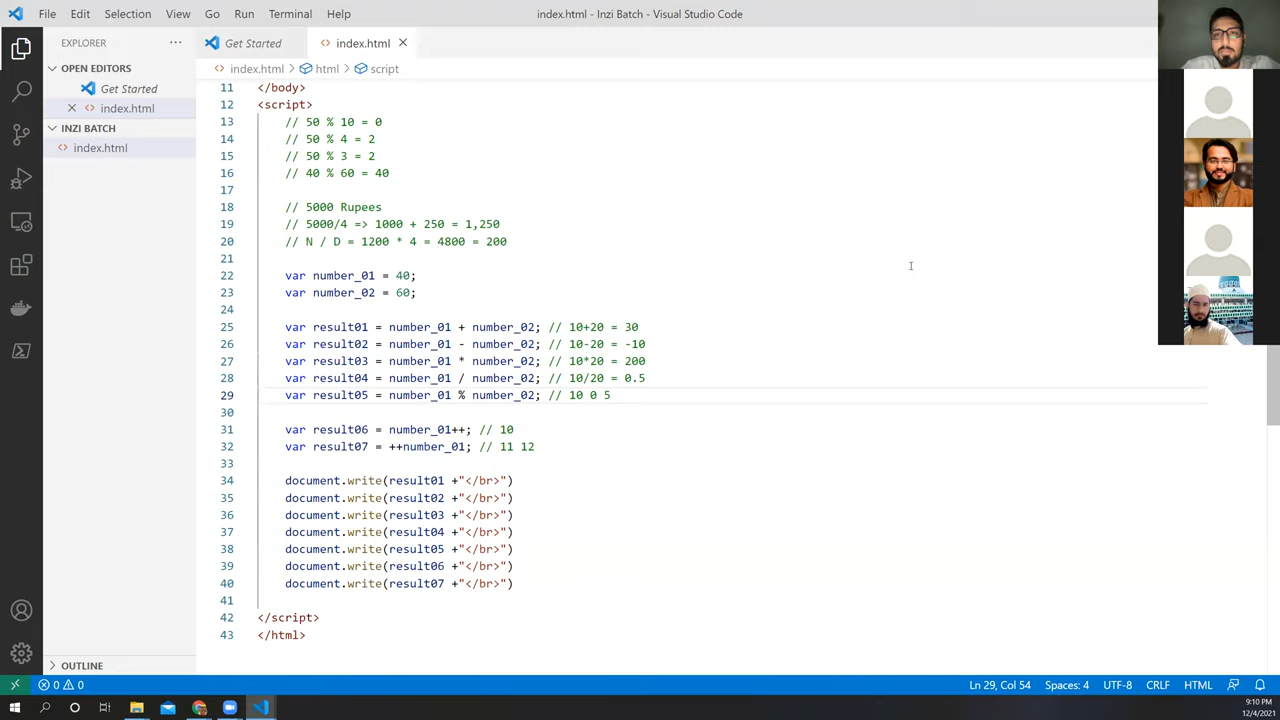 File Edit Selection View Go Run Terminal Help
index.html - Inzi Batch - Visual Studio Code
EXPLORER
OPEN EDITORS
Get Started
index.html
INZI BATCH
index.html
OUTLINE
Get Started
index.html
index.html > html > script
11 </body>
12 <script>
13 // 50 % 10 = 0
14 // 50 % 4 = 2
15 // 50 % 3 = 2
16 // 40 % 60 = 40
17
18 // 5000 Rupees
19 // 5000/4 => 1000 + 250 = 1,250
20 // N / D = 1200 * 4 = 4800 = 200
21
22 var number_01 = 40;
23 var number_02 = 60;
24
25 var result01 = number_01 + number_02; // 10+20 = 30
26 var result02 = number_01 - number_02; // 10-20 = -10
27 var result03 = number_01 * number_02; // 10*20 = 200
28 var result04 = number_01 / number_02; // 10/20 = 0.5
29 var result05 = number_01 % number_02; // 10 0 5
30
31 var result06 = number_01++; // 10
32 var result07 = ++number_01; // 11 12
33
34 document.write(result01 +"</br>")
35 document.write(result02 +"</br>")
36 document.write(result03 +"</br>")
37 document.write(result04 +"</br>")
38 document.write(result05 +"</br>")
39 document.write(result06 +"</br>")
40 document.write(result07 +"</br>")
41
42 </script>
43 </html>
0 0
Ln 29, Col 54 Spaces: 4 UTF-8 CRLF HTML
9:10 PM
12/4/2021